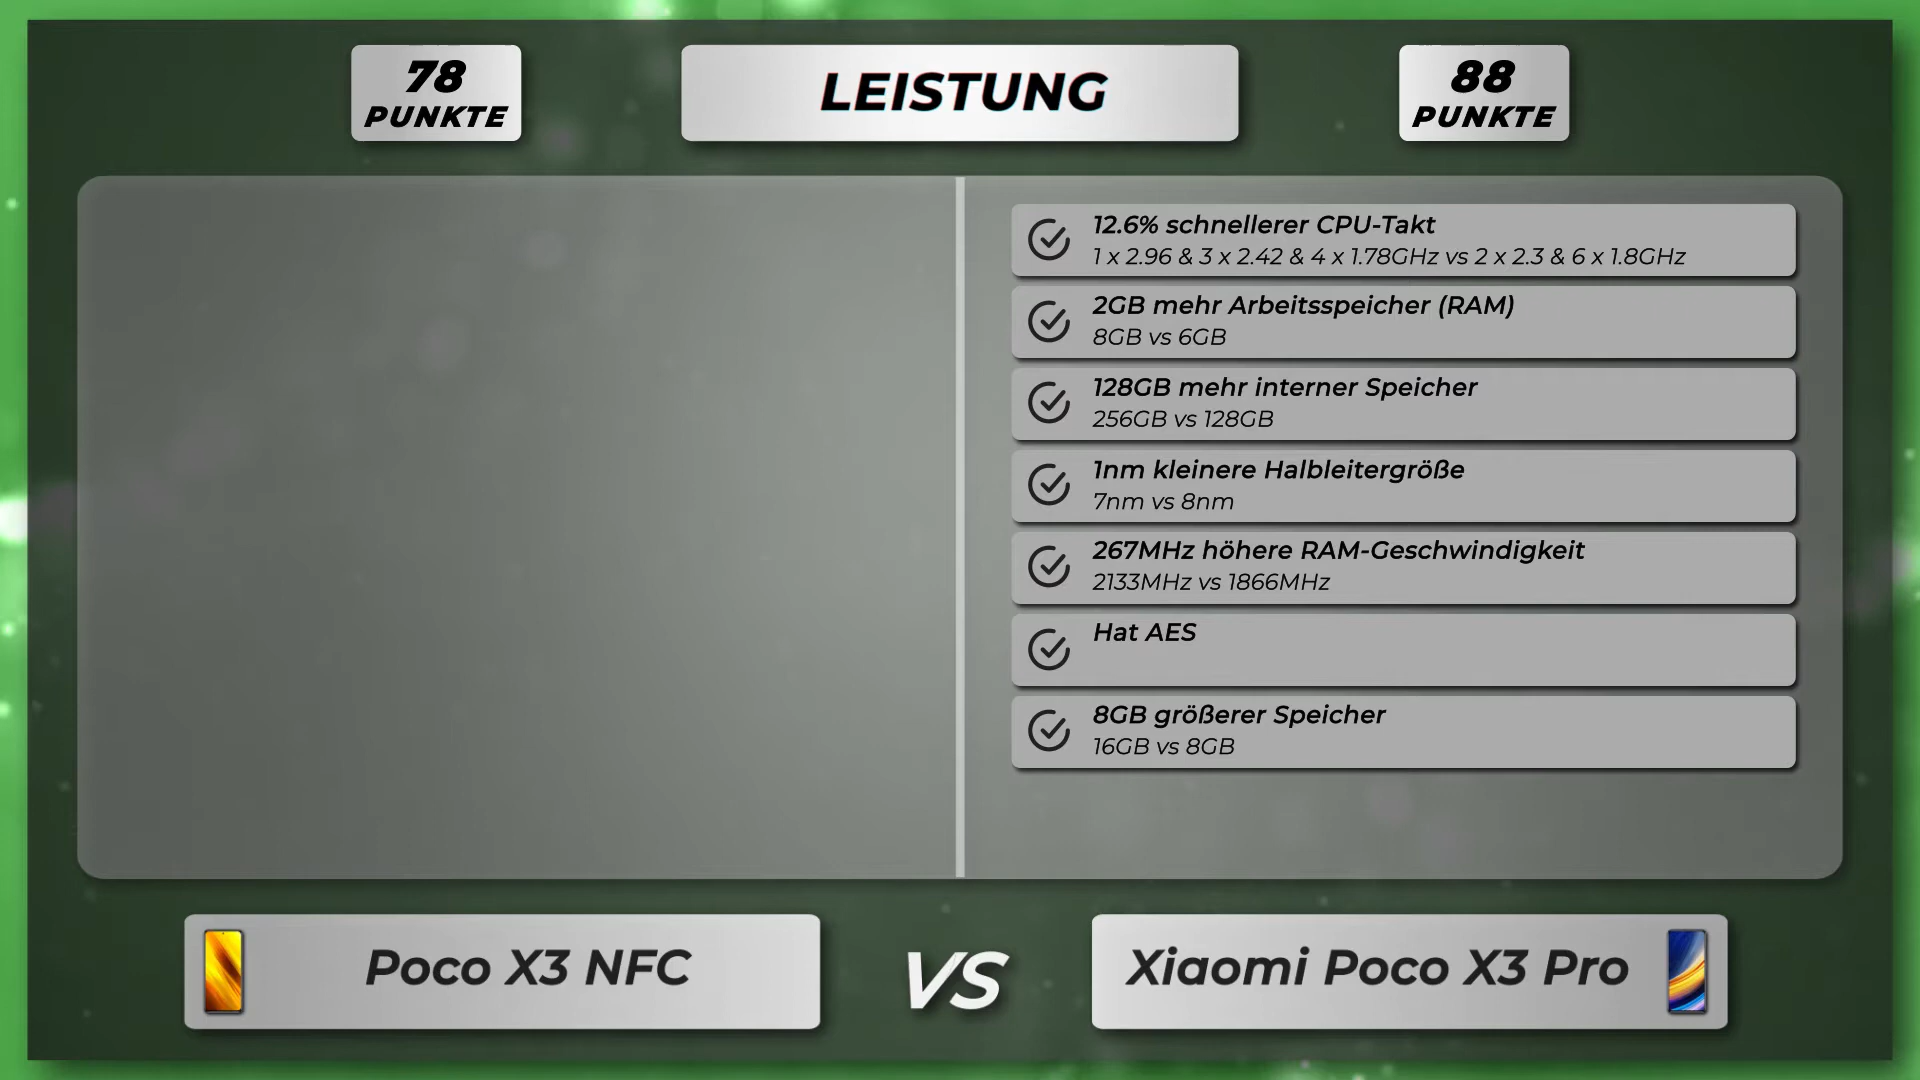 78
PUNKTE
LEISTUNG
88
PUNKTE
12.6% schnellerer CPU-Takt
1 x 2.96 & 3 x 2.42 & 4 x 1.78GHz vs 2 x 2.3 & 6 x 1.8GHz
2GB mehr Arbeitsspeicher (RAM)
8GB vs 6GB
128GB mehr interner Speicher
256GB vs 128GB
1nm kleinere Halbleitergröße
7nm vs 8nm
267MHz höhere RAM-Geschwindigkeit
2133MHz vs 1866MHz
Hat AES
8GB größerer Speicher
16GB vs 8GB
Poco X3 NFC
VS
Xiaomi Poco X3 Pro